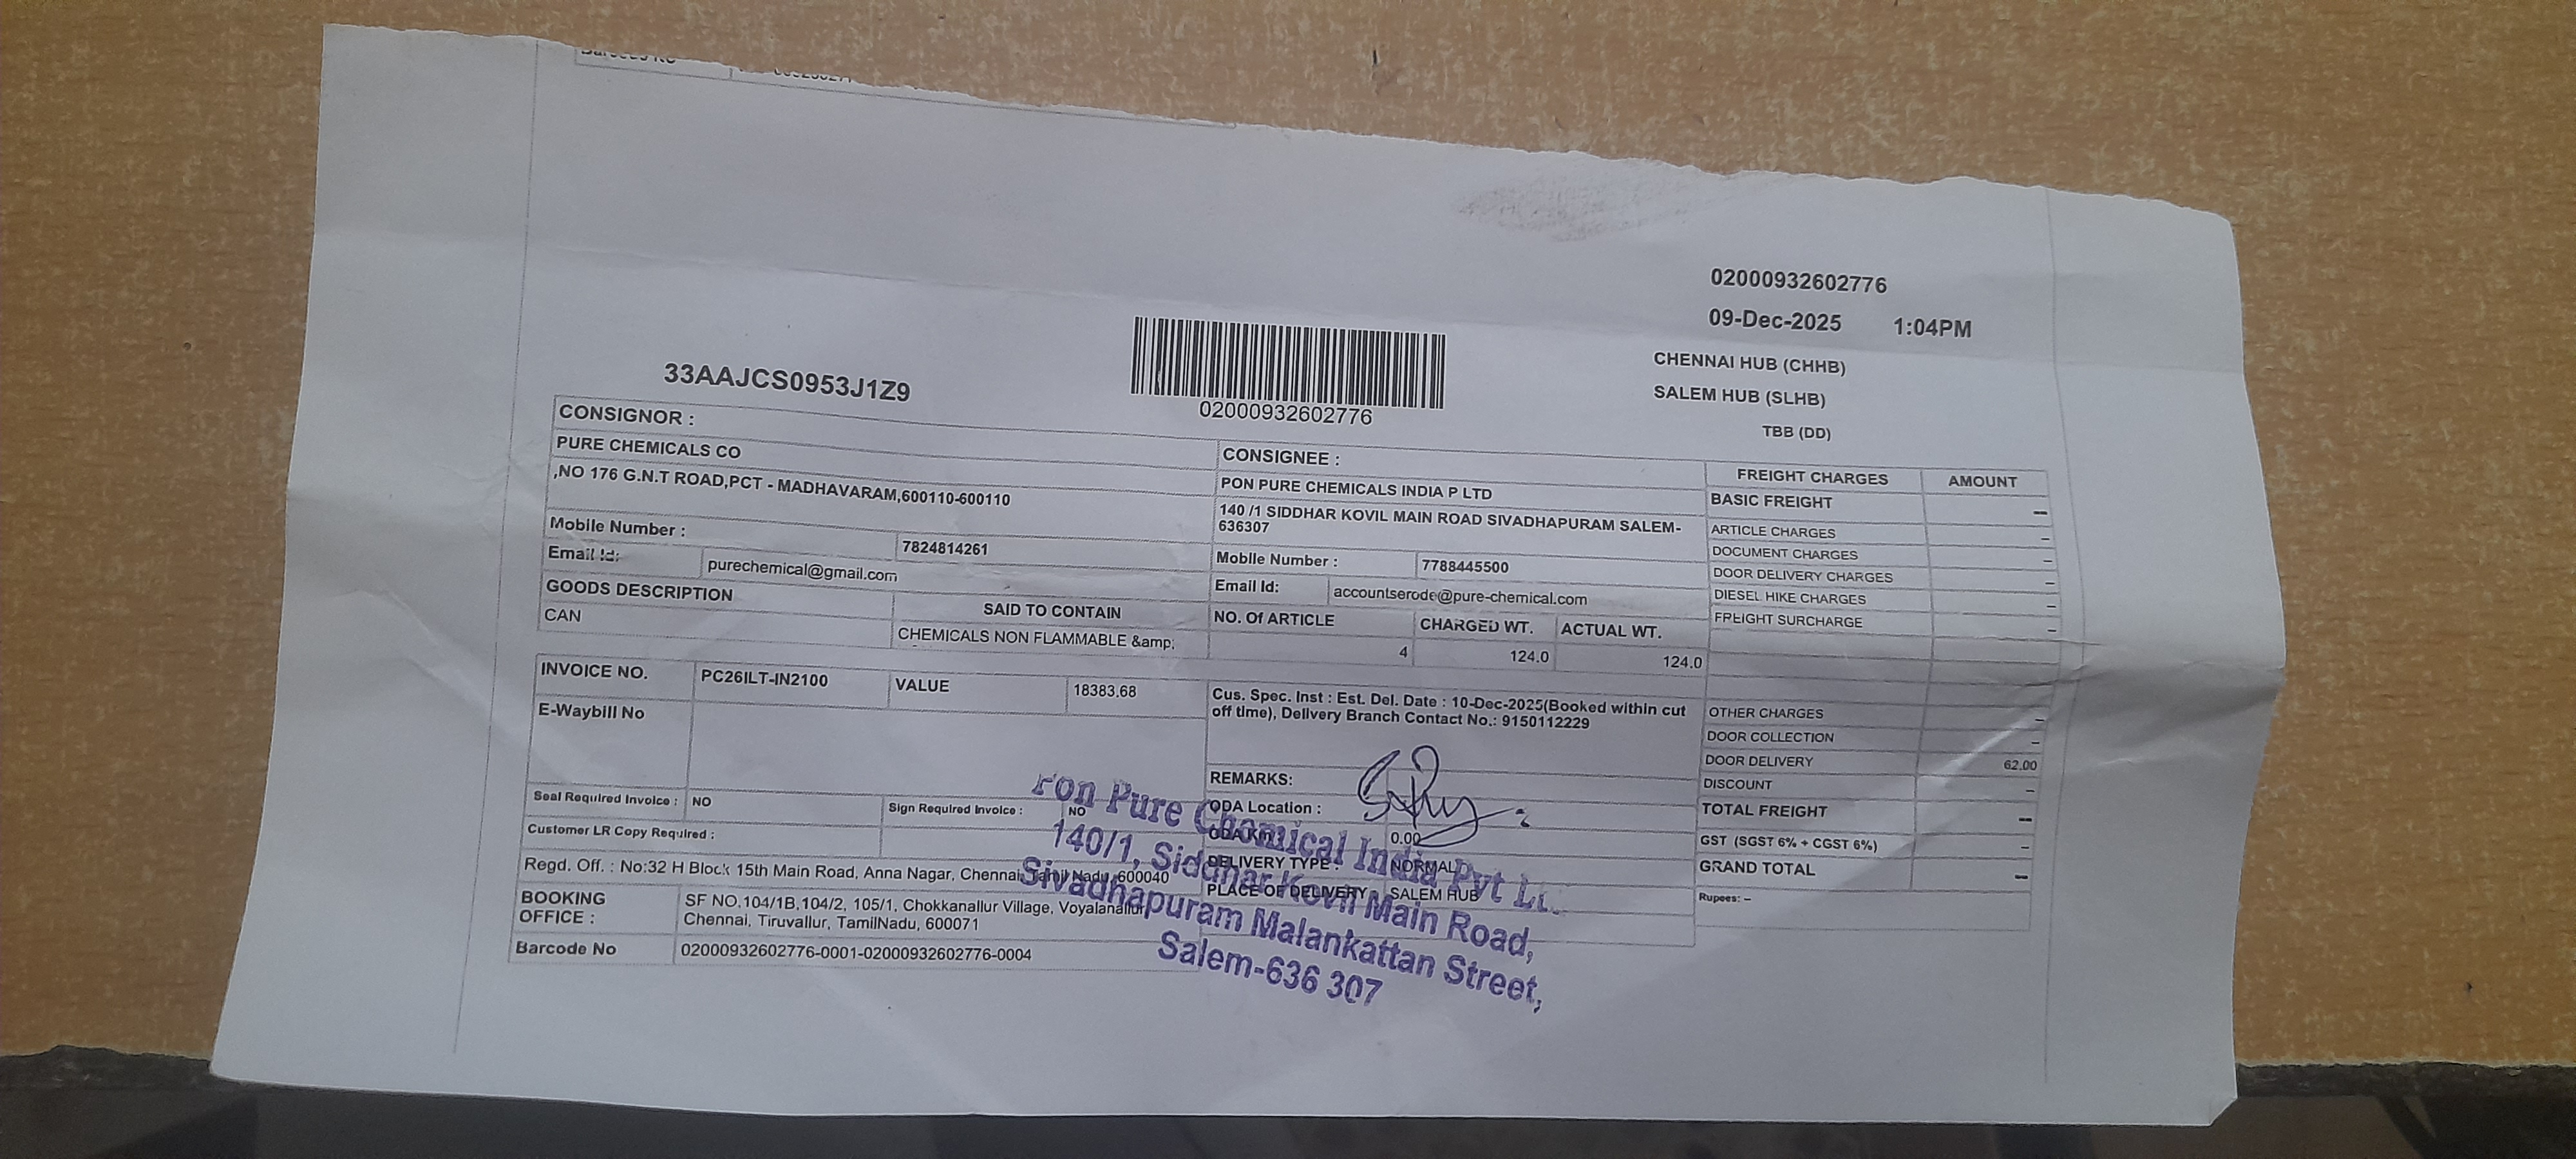 02000932602776
09-Dec-2025 1:04PM
CHENNAI HUB (CHHB)
SALEM HUB (SLHB)
TBB (DD)
33AAJCS0953J1Z9
02000932602776
CONSIGNOR :
PURE CHEMICALS CO
,NO 176 G.N.T ROAD,PCT - MADHAVARAM,600110-600110
Mobile Number : 7824814261
Email Id: purechemical@gmail.com
GOODS DESCRIPTION SAID TO CONTAIN
CAN CHEMICALS NON FLAMMABLE &amp;
CONSIGNEE :
PON PURE CHEMICALS INDIA P LTD
140 /1 SIDDHAR KOVIL MAIN ROAD SIVADHAPURAM SALEM-
636307
Mobile Number : 7788445500
Email Id: accountserode@pure-chemical.com
NO. Of ARTICLE CHARGED WT. ACTUAL WT.
4 124.0 124.0
FREIGHT CHARGES AMOUNT
BASIC FREIGHT --
ARTICLE CHARGES --
DOCUMENT CHARGES --
DOOR DELIVERY CHARGES --
DIESEL HIKE CHARGES --
FREIGHT SURCHARGE --
OTHER CHARGES --
DOOR COLLECTION --
DOOR DELIVERY 62.00
DISCOUNT --
TOTAL FREIGHT --
GST (SGST 6% + CGST 6%) --
GRAND TOTAL --
Rupees: --
INVOICE NO. PC26ILT-IN2100 VALUE 18383.68
E-Waybill No
Cus. Spec. Inst : Est. Del. Date : 10-Dec-2025(Booked within cut
off time), Delivery Branch Contact No.: 9150112229
REMARKS:
ODA Location :
ODA Km 0.00
DELIVERY TYPE : NORMAL
PLACE OF DELIVERY SALEM HUB
Seal Required Invoice : NO Sign Required Invoice : NO
Customer LR Copy Required :
Regd. Off. : No:32 H Block 15th Main Road, Anna Nagar, Chennai, Tamil Nadu, 600040
BOOKING
OFFICE :
SF NO.104/1B,104/2, 105/1, Chokkanallur Village, Voyalanallur,
Chennai, Tiruvallur, TamilNadu, 600071
Barcode No 02000932602776-0001-02000932602776-0004
Pon Pure Chemical India Pvt
140/1, Siddhar Kovil Main Road,
Sivadhapuram Malankattan Street,
Salem-636 307